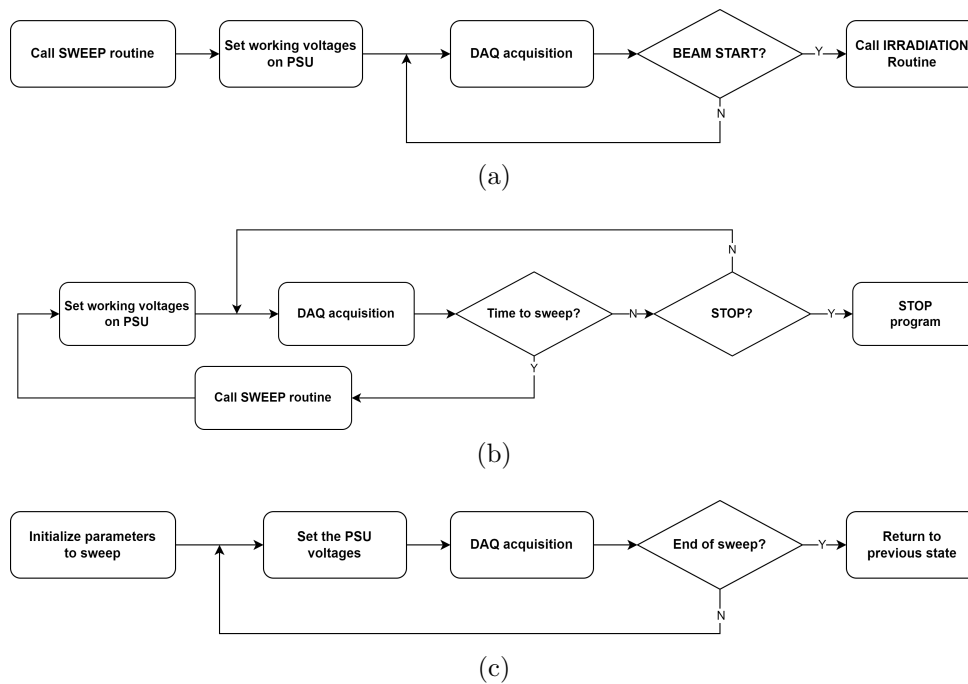 Call SWEEP routine
Set working voltages
on PSU
DAQ acquisition
BEAM START?
Y
Call IRRADIATION
Routine
N
(a)
N
Set working voltages
on PSU
DAQ acquisition
Time to sweep?
N
STOP?
Y
STOP
program
Y
Call SWEEP routine
(b)
Initialize parameters
to sweep
Set the PSU
voltages
DAQ acquisition
End of sweep?
Y
Return to
previous state
N
(c)